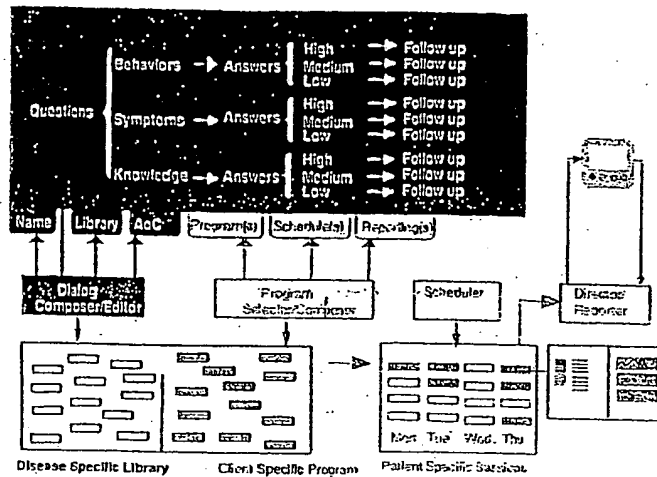 Behaviors Answers High Follow up
Medium Follow up
Low Follow up
Questions Symptoms Answers High Follow up
Medium Follow up
Low Follow up
Knowledge Answers High Follow up
Medium Follow up
Low Follow up
Name Library AoC Program(s) Schedule(s) Reporting(s)
Dialog
Composer/Editor
Program
Selector/Composer
Scheduler
Director/
Reporter
Mon Tue Wed. Thu
Disease Specific Library Client Specific Program Patient Specific